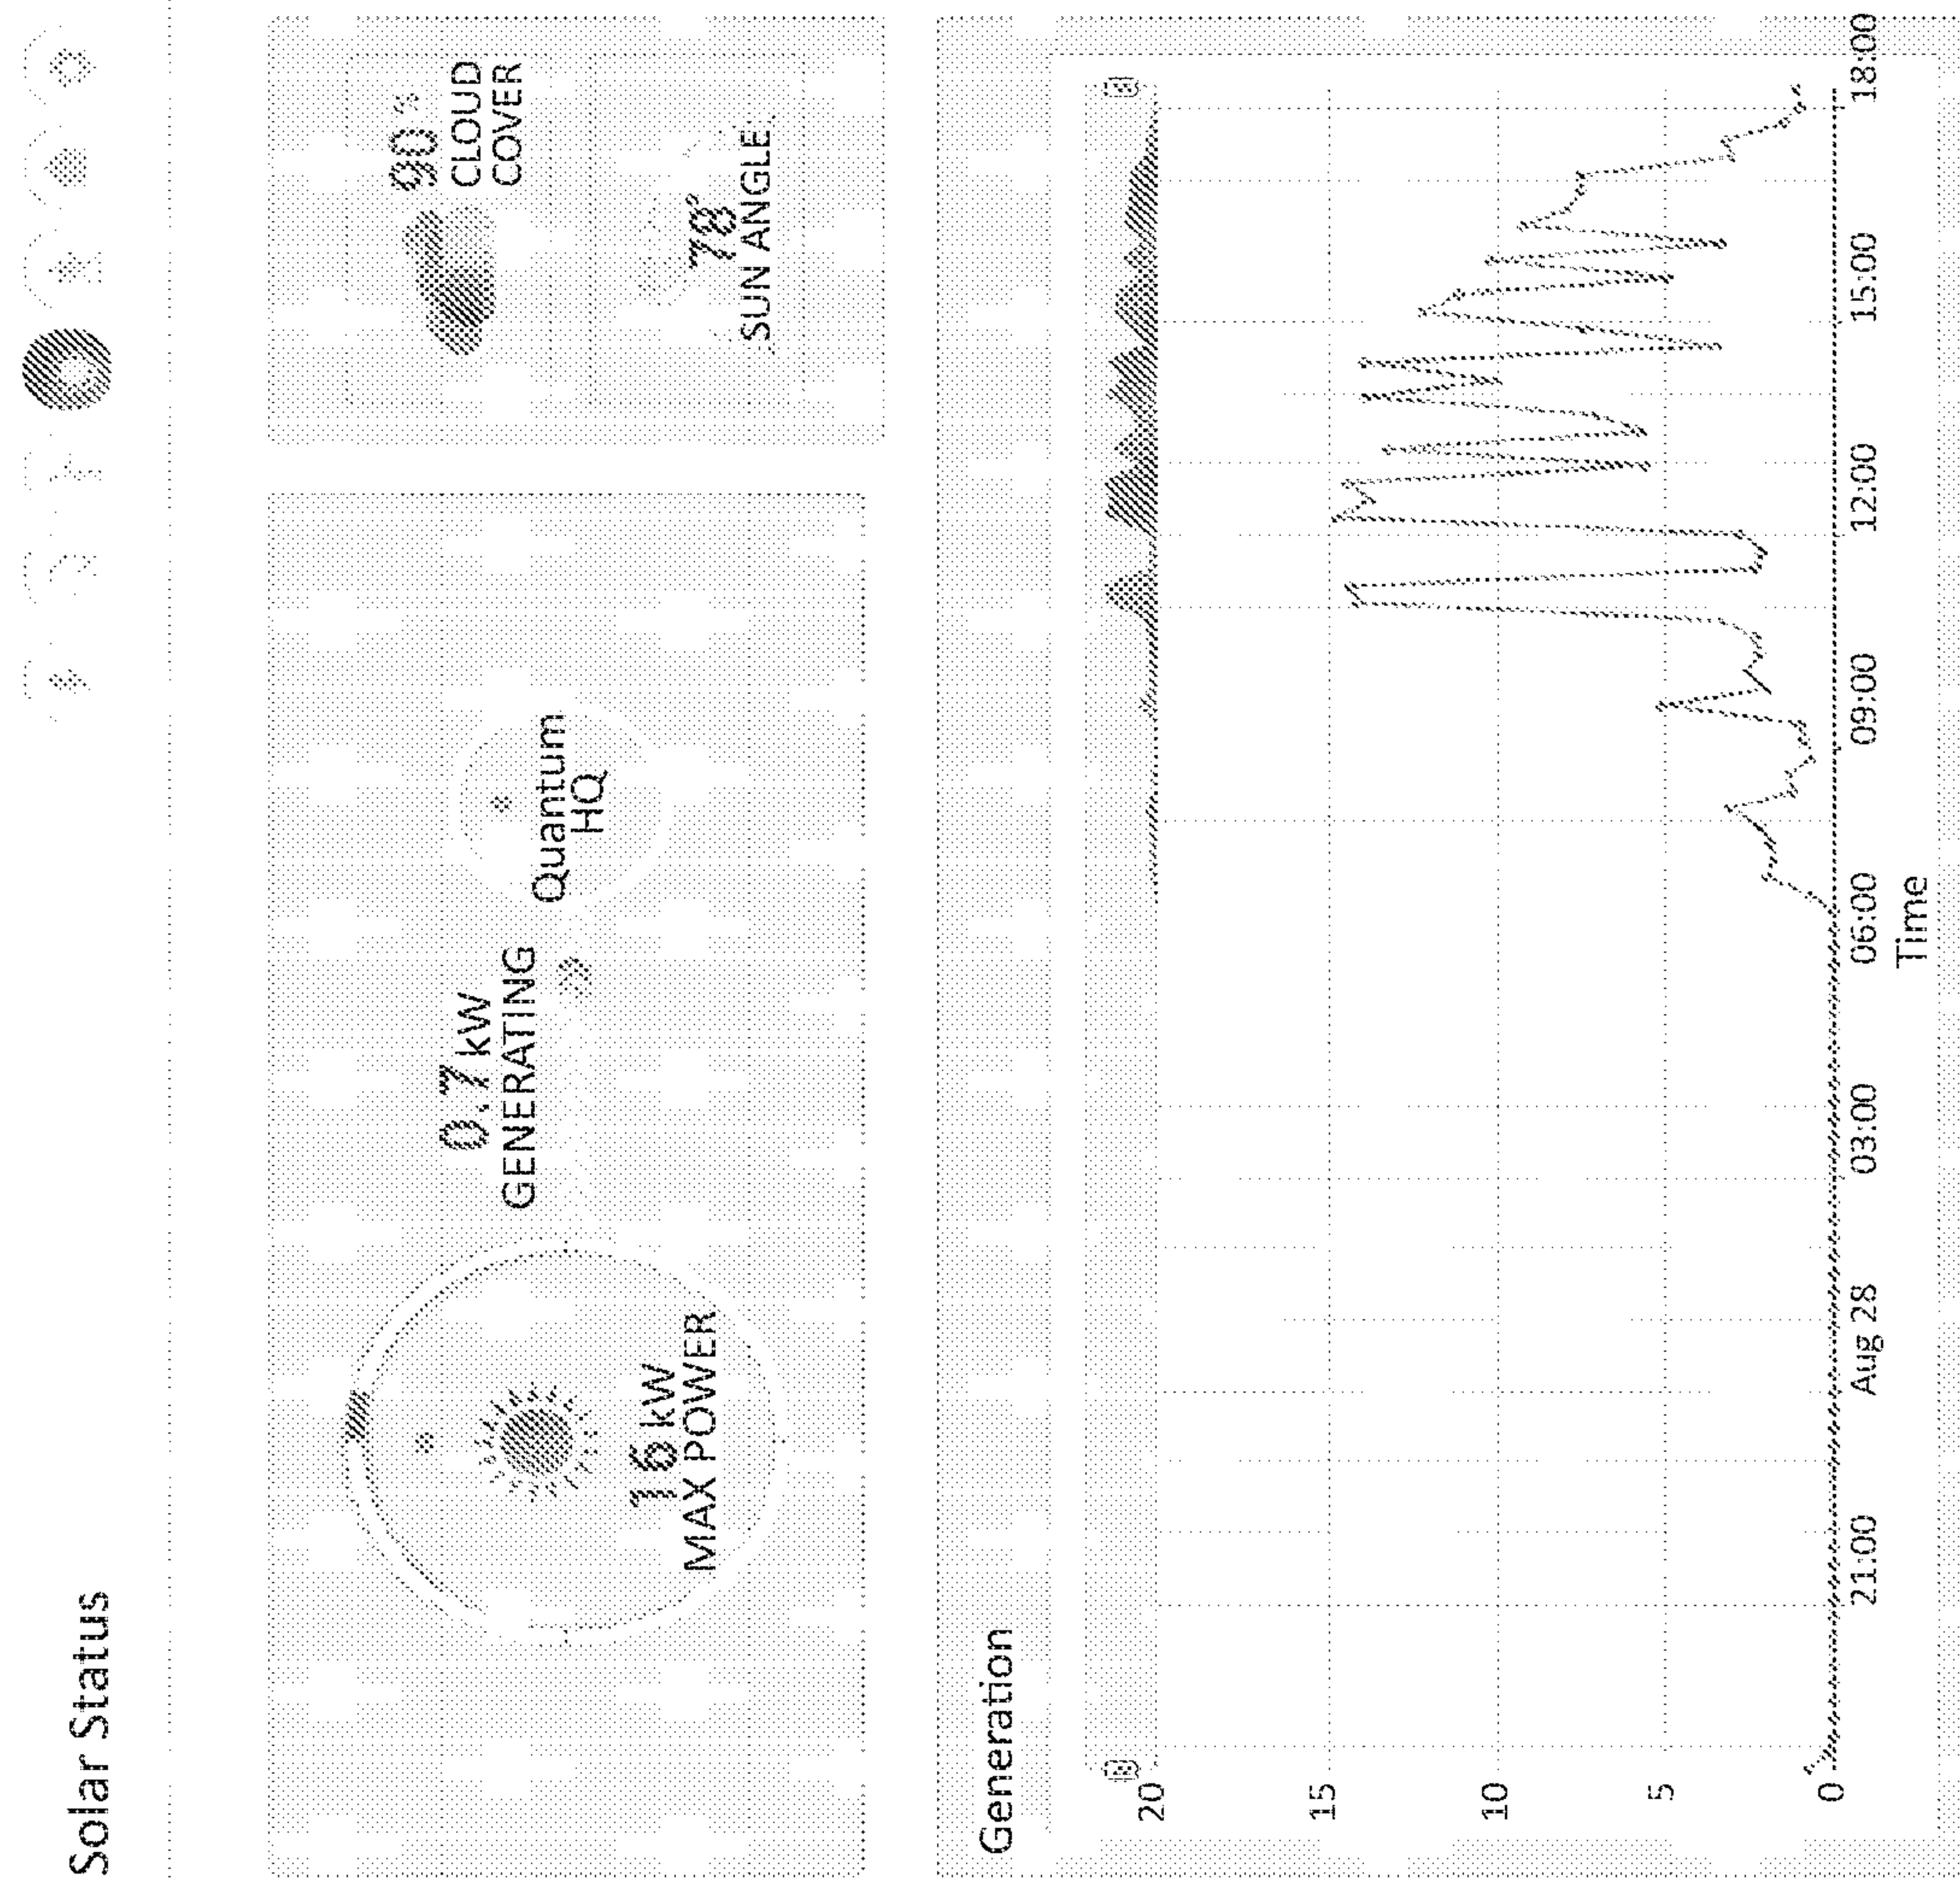 Solar Status
16 kW
MAX POWER
0.7 kW
GENERATING
Quantum
HQ
90 %
CLOUD
COVER
78°
SUN ANGLE
Generation
20
15
10
5
0
21:00
Aug 28
03:00
06:00
09:00
12:00
15:00
18:00
Time